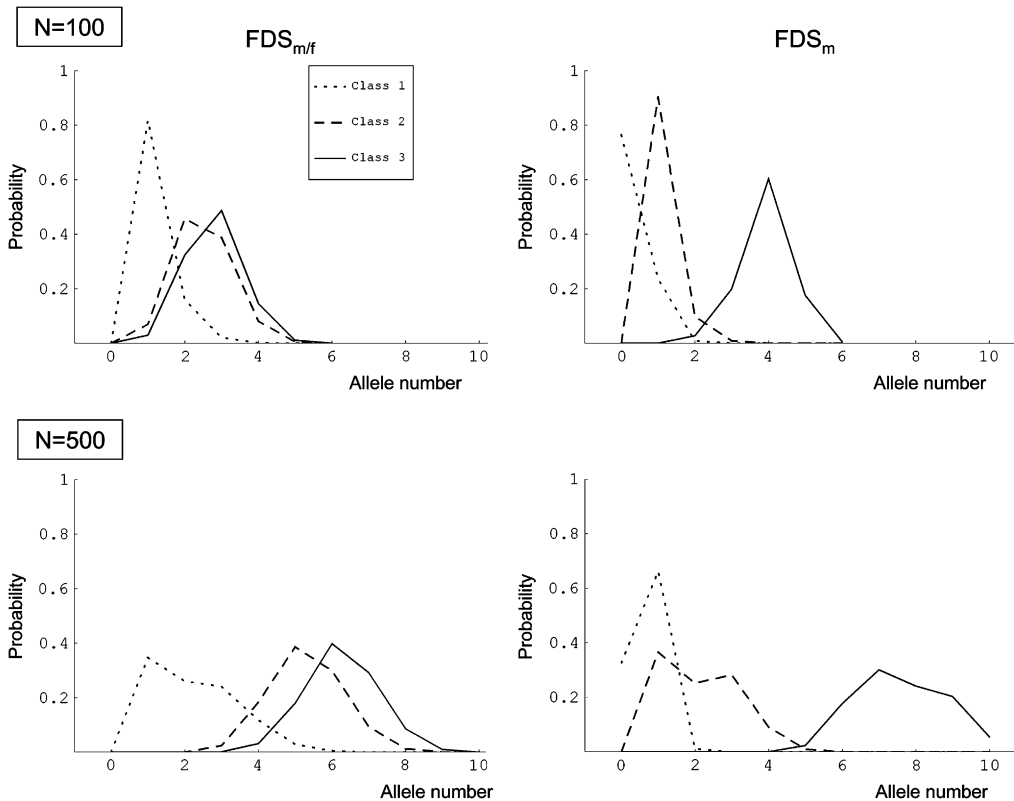 N=100
FDSm/f
FDSm
1
0.8
0.6
0.4
0.2
Probability
0 2 4 6 8 10
Allele number
Class 1
Class 2
Class 3
1
0.8
0.6
0.4
0.2
Probability
0 2 4 6 8 10
Allele number
N=500
1
0.8
0.6
0.4
0.2
Probability
0 2 4 6 8 10
Allele number
1
0.8
0.6
0.4
0.2
Probability
0 2 4 6 8 10
Allele number